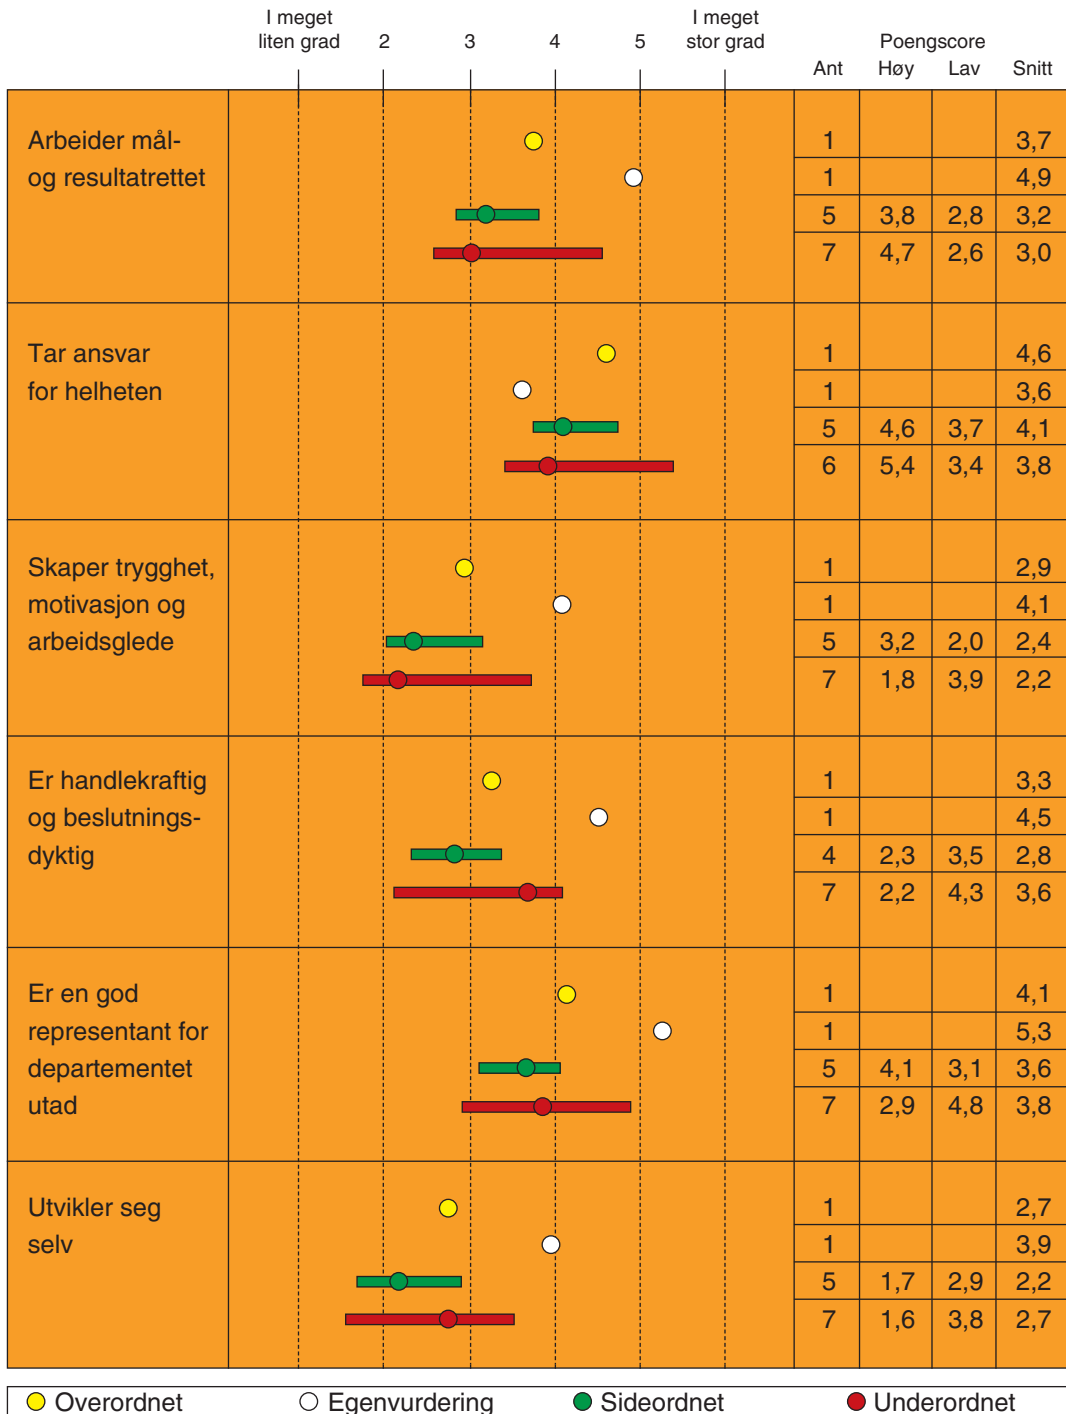 I meget
liten grad 2 3 4 5 I meget
stor grad
Poengscore
Ant Høy Lav Snitt
Arbeider mål-
og resultatrettet
1 3,7
1 4,9
5 3,8 2,8 3,2
7 4,7 2,6 3,0
Tar ansvar
for helheten
1 4,6
1 3,6
5 4,6 3,7 4,1
6 5,4 3,4 3,8
Skaper trygghet,
motivasjon og
arbeidsglede
1 2,9
1 4,1
5 3,2 2,0 2,4
7 1,8 3,9 2,2
Er handlekraftig
og beslutnings-
dyktig
1 3,3
1 4,5
4 2,3 3,5 2,8
7 2,2 4,3 3,6
Er en god
representant for
departementet
utad
1 4,1
1 5,3
5 4,1 3,1 3,6
7 2,9 4,8 3,8
Utvikler seg
selv
1 2,7
1 3,9
5 1,7 2,9 2,2
7 1,6 3,8 2,7
Overordnet Egenvurdering Sideordnet Underordnet